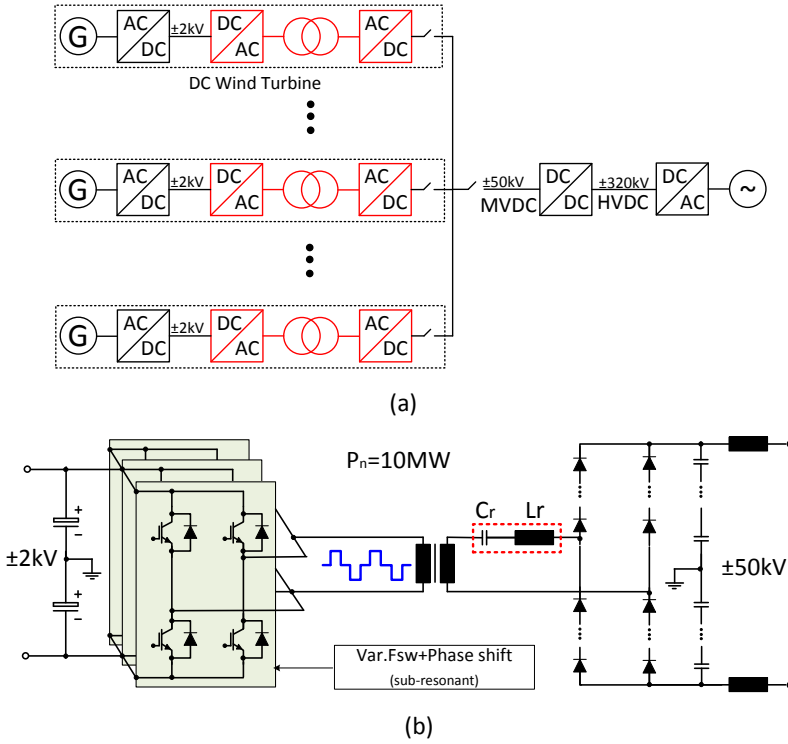 G
AC
DC
±2kV
DC
AC
AC
DC
DC Wind Turbine
G
AC
DC
±2kV
DC
AC
AC
DC
±50kV
MVDC
DC
DC
±320kV
HVDC
DC
AC
~
G
AC
DC
±2kV
DC
AC
AC
DC
(a)
Pn=10MW
Cr
Lr
+
−
±2kV
+
−
±50kV
Var.Fsw+Phase shift
(sub-resonant)
(b)